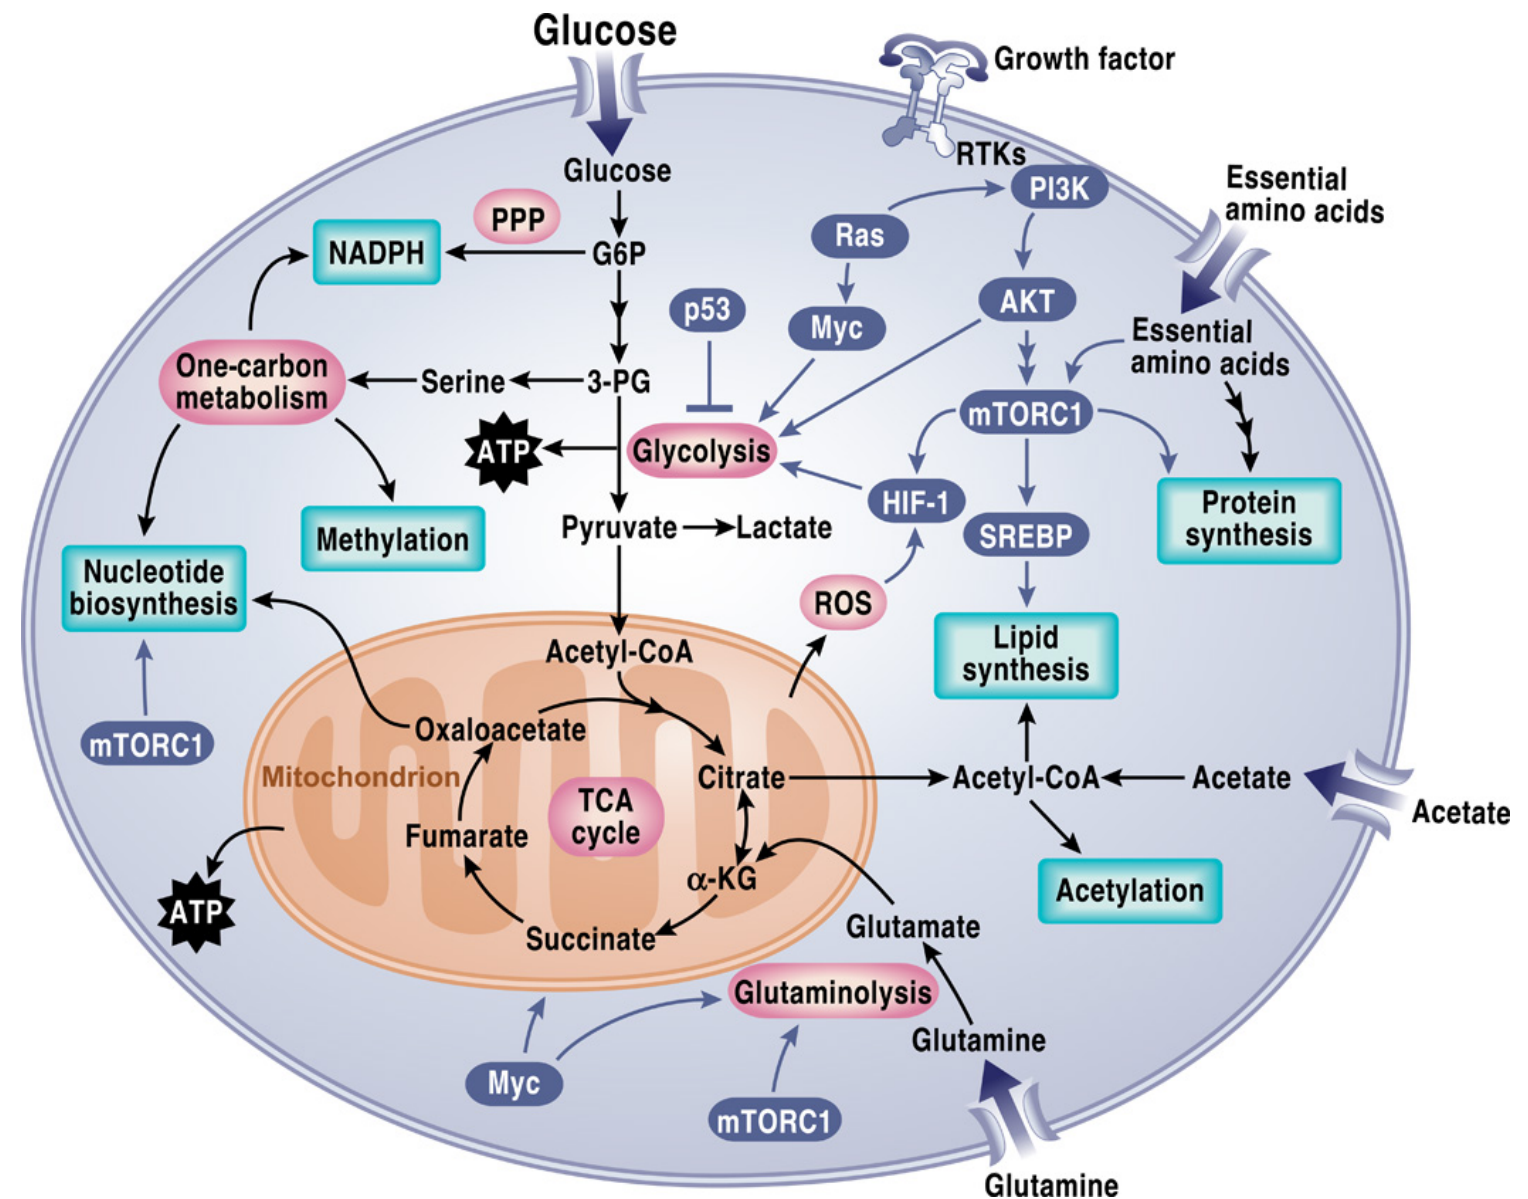 Glucose
Growth factor
RTKs
Glucose
PI3K
Essential
amino acids
PPP
Ras
NADPH
G6P
p53
AKT
Myc
Essential
amino acids
One-carbon
metabolism
Serine
3-PG
mTORC1
ATP
Glycolysis
HIF-1
Protein
synthesis
Methylation
Pyruvate
Lactate
SREBP
Nucleotide
biosynthesis
ROS
Lipid
synthesis
Acetyl-CoA
Oxaloacetate
mTORC1
Mitochondrion
Citrate
Acetyl-CoA
Acetate
Acetate
TCA
cycle
Fumarate
α-KG
Acetylation
ATP
Succinate
Glutamate
Glutaminolysis
Glutamine
Myc
mTORC1
Glutamine